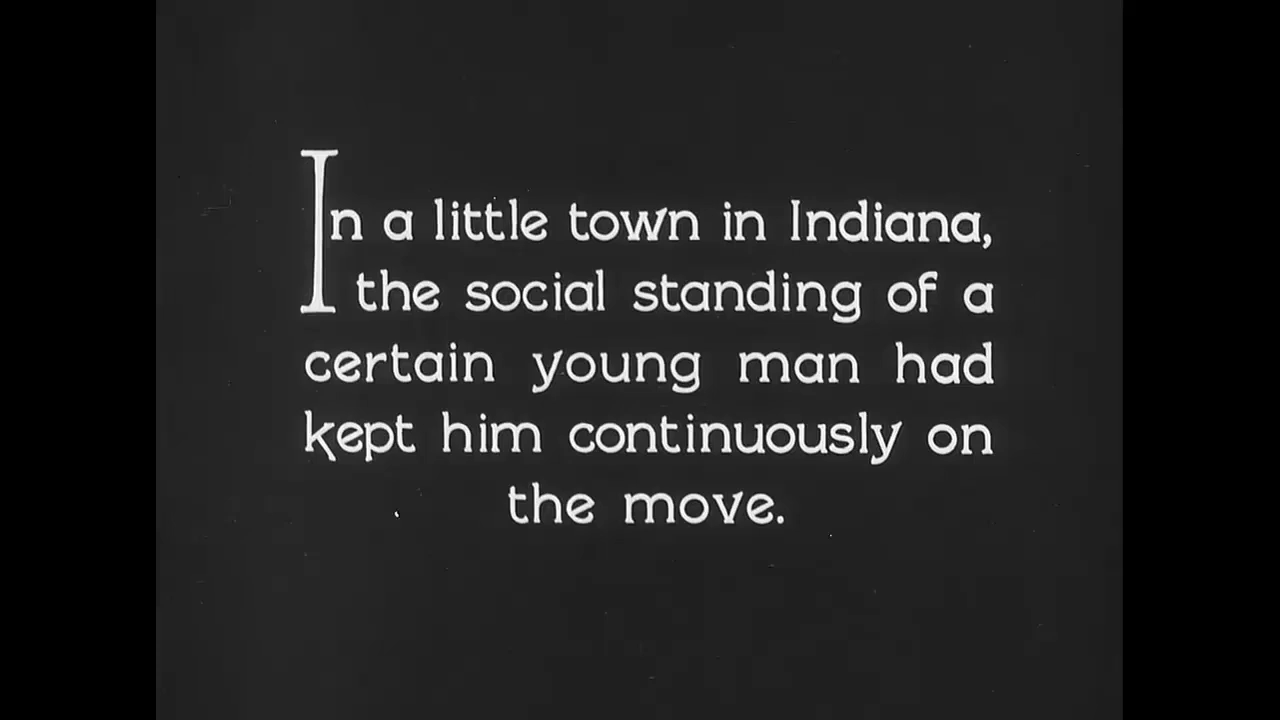 In a little town in Indiana,
the social standing of a
certain young man had
kept him continuously on
the move.